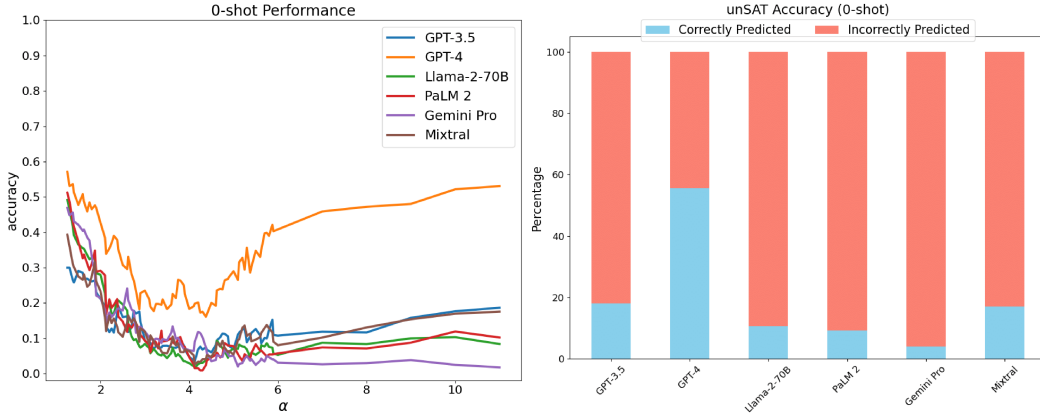 0-shot Performance
1.0
0.9
0.8
0.7
0.6
0.5
0.4
0.3
0.2
0.1
0.0
accuracy
2
4
6
8
10
α
GPT-3.5
GPT-4
Llama-2-70B
PaLM 2
Gemini Pro
Mixtral
unSAT Accuracy (0-shot)
Correctly Predicted
Incorrectly Predicted
100
80
60
40
20
0
Percentage
GPT-3.5
GPT-4
Llama-2-70B
PaLM 2
Gemini Pro
Mixtral